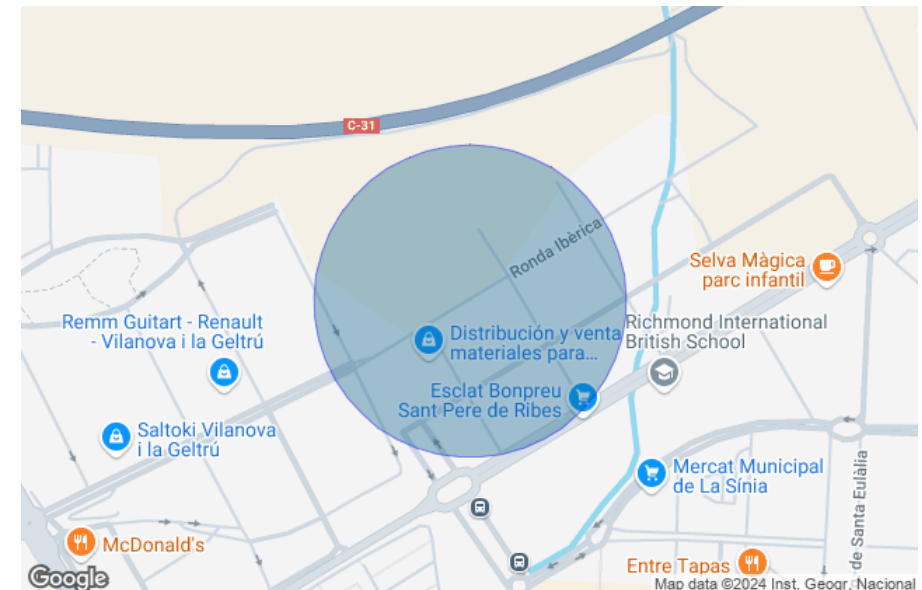 C-31
Ronda Ibèrica
Selva Màgica
parc infantil
Remm Guitart - Renault
- Vilanova i la Geltrú
Distribución y venta
materiales para...
Richmond International
British School
Esclat Bonpreu
Sant Pere de Ribes
Saltoki Vilanova
i la Geltrú
Mercat Municipal
de La Sínia
de Santa Eulàlia
McDonald's
Entre Tapas
Google
Map data ©2024 Inst. Geogr. Nacional